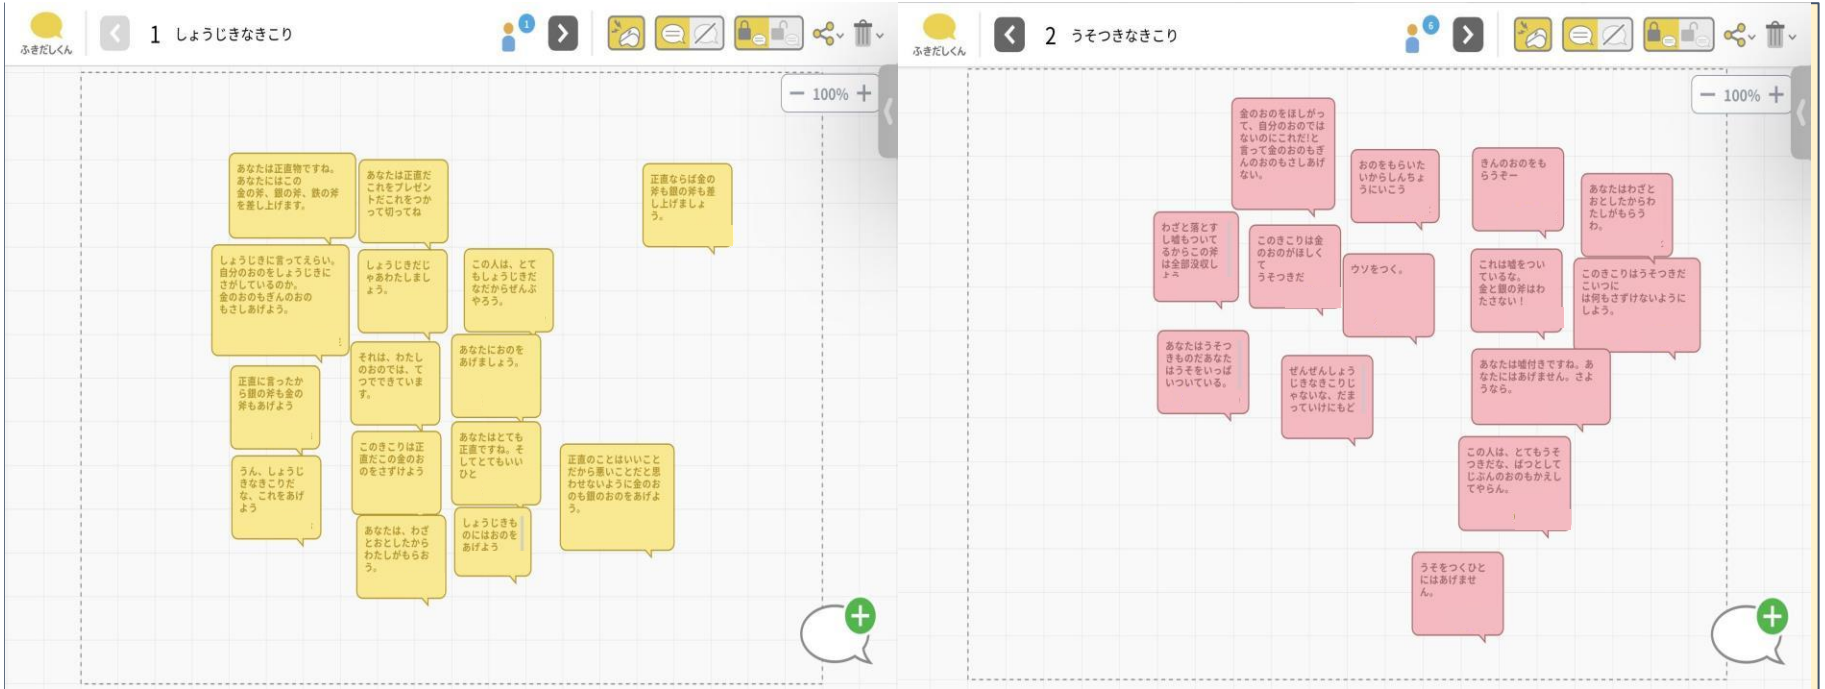 ふきだしくん
1 しょうじきなきこり
1
100%
あなたは正直物ですね。
あなたにはこの
金の斧、銀の斧、鉄の斧
を差し上げます。
あなたは正直だ
これをプレゼン
トだこれをつか
って切ってね
正直ならば金の
斧も銀の斧も差
し上げましょ
う。
しょうじきに言ってえらい。
自分のおのをしょうじきに
さがしているのか。
金のおのもぎんのおの
もさしあげよう。
しょうじきだじ
ゃあわたしまし
ょう。
この人は、とて
もしょうじきだ
なだからぜんぶ
やろう。
それは、わたし
のおのでは、て
つでできていま
す。
あなたにおのを
あげましょう。
正直に言ったか
ら銀の斧も金の
斧もあげよう
このきこりは正
直だこの金のお
のをさずけよう
あなたはとても
正直ですね。そ
してとてもいい
ひと
正直のことはいいこと
だから悪いことだと思
わせないように金のお
のも銀のおのをあげよ
う。
うん、しょうじ
きなきこりだ
な、これをあげ
よう
あなたは、わざ
とおとしたから
わたしがもらお
う。
しょうじきも
のにはおのを
あげよう
ふきだしくん
2 うそつきなきこり
6
100%
金のおのをほしがっ
て、自分のおのでは
ないのにこれだ!と
言って金のおのもぎ
んのおのもさしあげ
ない。
おのをもらいた
いからしんちょ
うにいこう
きんのおのをも
らうぞー
あなたはわざと
おとしたからわ
たしがもらう
わ。
わざと落とす
し嘘もついて
るからこの斧
は全部没収し
よう
このきこりは金
のおのがほしく
て
うそつきだ
ウソをつく。
これは嘘をつい
ているな。
金と銀の斧はわ
たさない！
このきこりはうそつきだ
こいつに
は何もさずけないように
しよう。
あなたはうそつ
きものだあなた
はうそをいっぱ
いついている。
ぜんぜんしょう
じきなきこりじ
ゃないな、だま
っていけにもど
あなたは嘘付きですね。あ
なたにはあげません。さよ
うなら。
この人は、とてもうそ
つきだな、ばつとして
じぶんのおのもかえし
てやらん。
うそをつくひと
にはあげませ
ん。